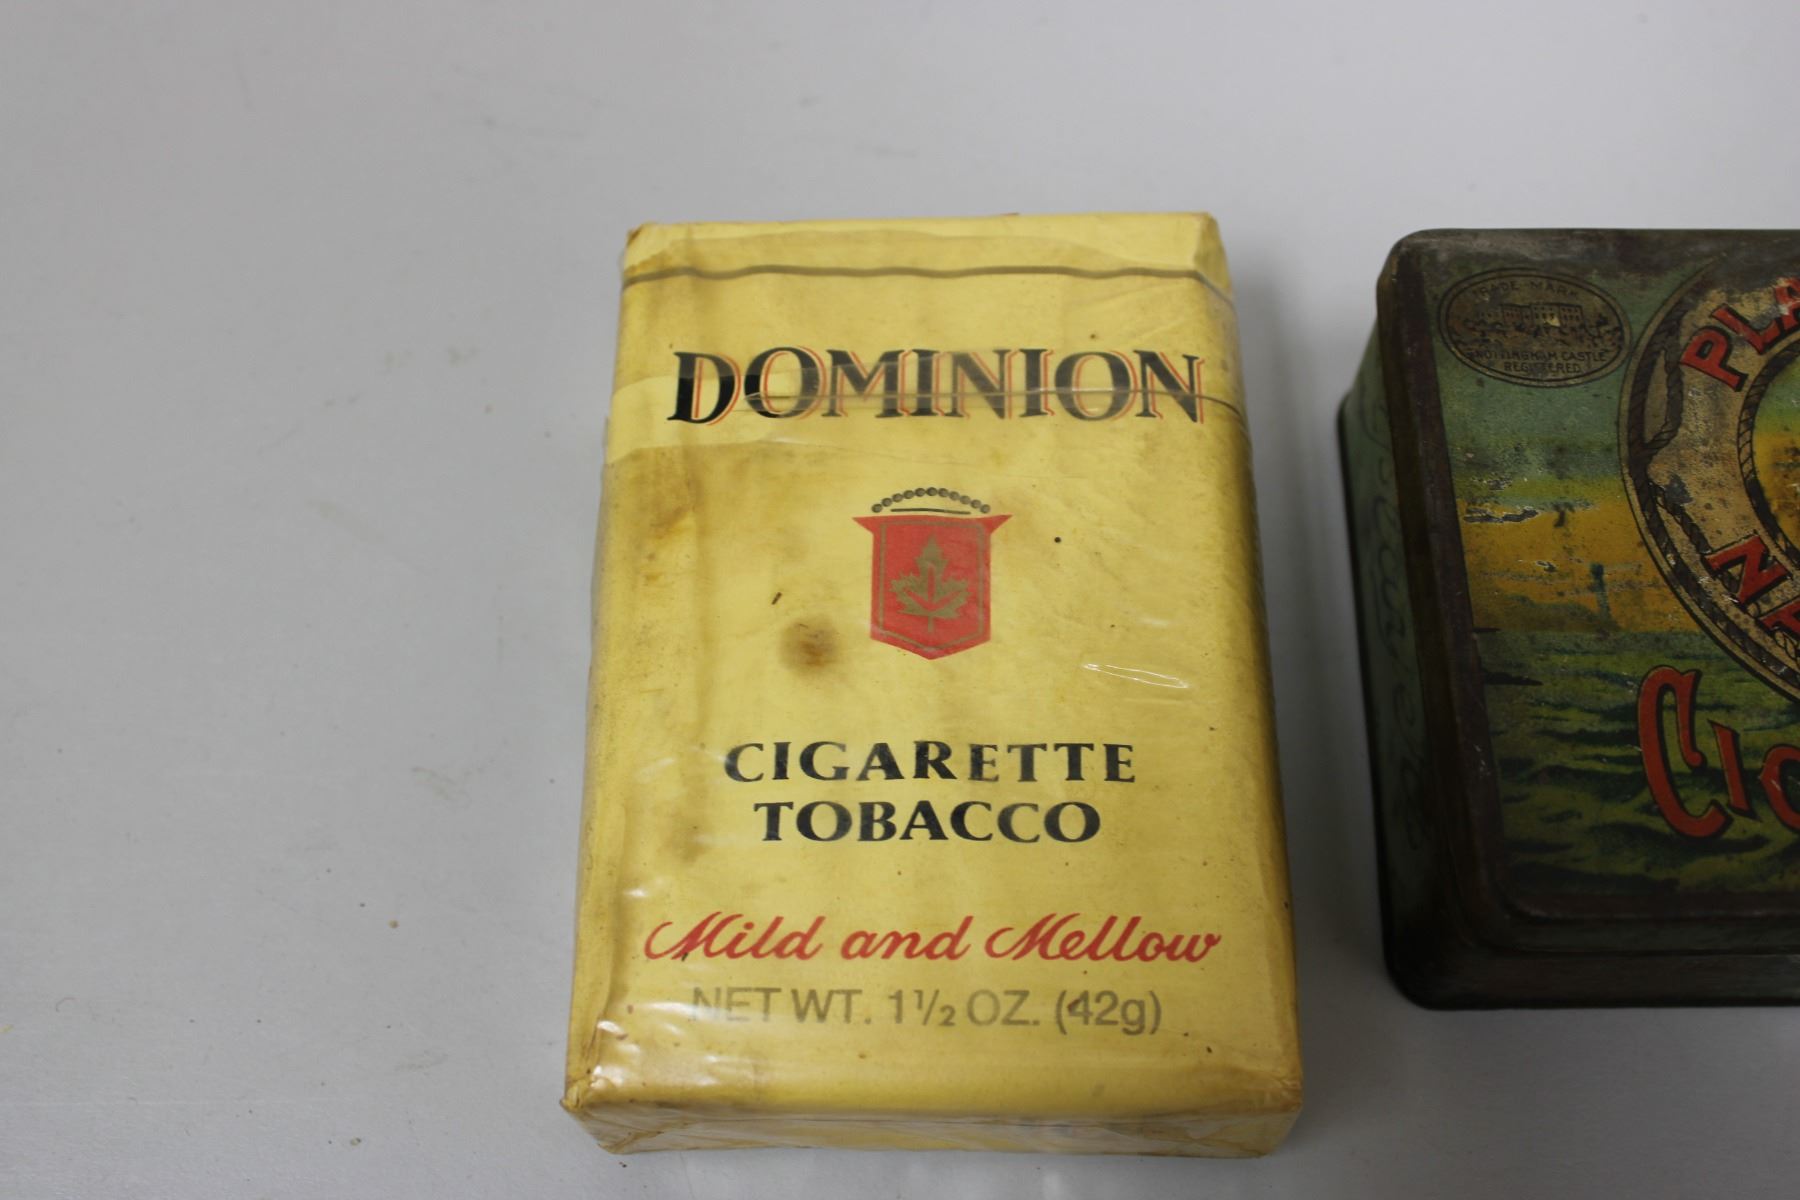 DOMINION
CIGARETTE
TOBACCO
Mild and Mellow
NET WT. 1½ OZ. (42g)
TRADE MARK
NOTTINGHAM CASTLE
REGISTERED